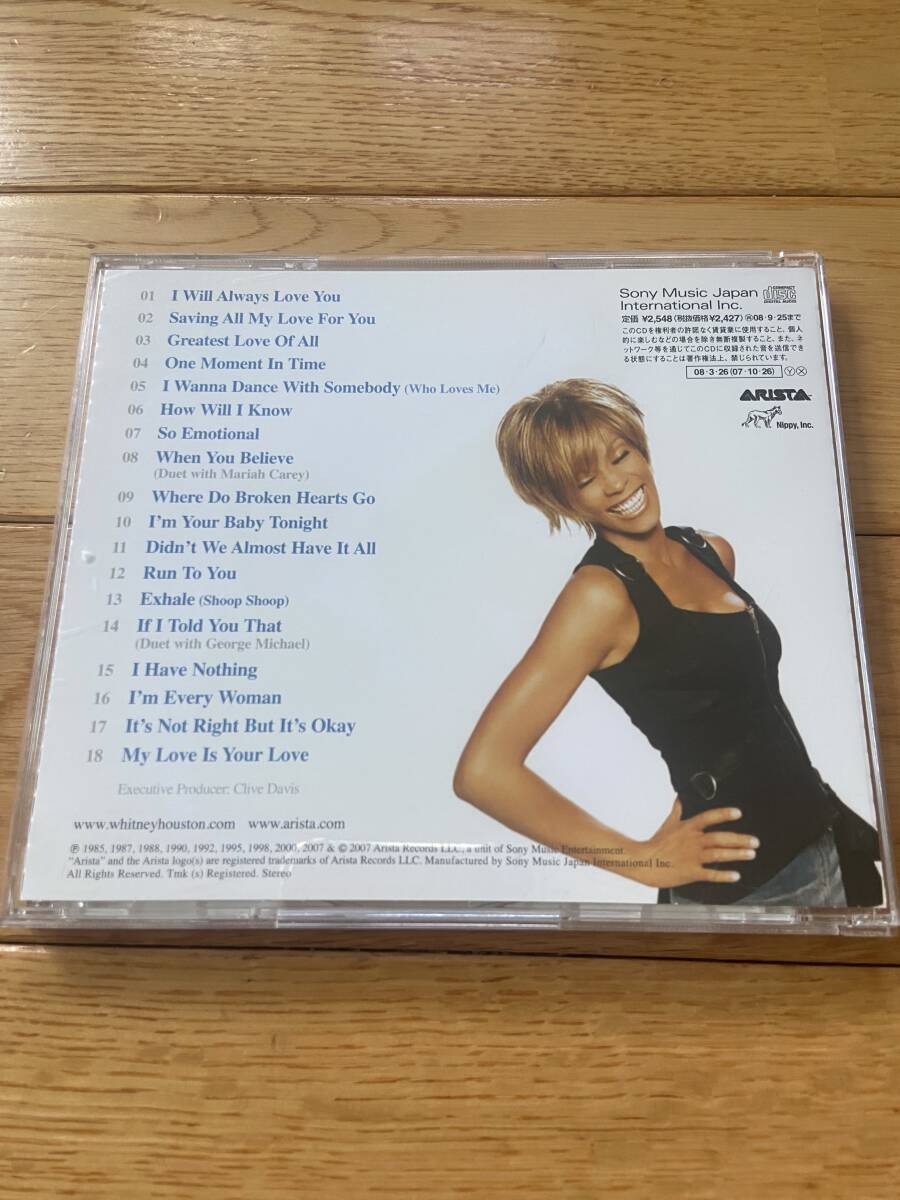 01 I Will Always Love You
02 Saving All My Love For You
03 Greatest Love Of All
04 One Moment In Time
05 I Wanna Dance With Somebody (Who Loves Me)
06 How Will I Know
07 So Emotional
08 When You Believe
(Duet with Mariah Carey)
09 Where Do Broken Hearts Go
10 I'm Your Baby Tonight
11 Didn't We Almost Have It All
12 Run To You
13 Exhale (Shoop Shoop)
14 If I Told You That
(Duet with George Michael)
15 I Have Nothing
16 I'm Every Woman
17 It's Not Right But It's Okay
18 My Love Is Your Love
Executive Producer: Clive Davis
www.whitneyhouston.com www.arista.com
℗ 1985, 1987, 1988, 1990, 1992, 1995, 1998, 2000, 2007 & © 2007 Arista Records LLC, a unit of Sony Music Entertainment.
"Arista" and the Arista logo(s) are registered trademarks of Arista Records LLC. Manufactured by Sony Music Japan International Inc.
All Rights Reserved. Tmk (s) Registered. Stereo
Sony Music Japan
International Inc.
COMPACT
disc
DIGITAL AUDIO
定価 ¥2,548 (税抜価格 ¥2,427) Ⓡ08・9・25まで
このCDを権利者の許諾なく賃貸業に使用すること、個人
的に楽しむなどの場合を除き無断複製すること、また、ネ
ットワーク等を通じてこのCDに収録された音を送信でき
る状態にすることは著作権法上、禁じられています。
08・3・26 (07・10・26) Ⓨ Ⓧ
ARISTA
Nippy, Inc.